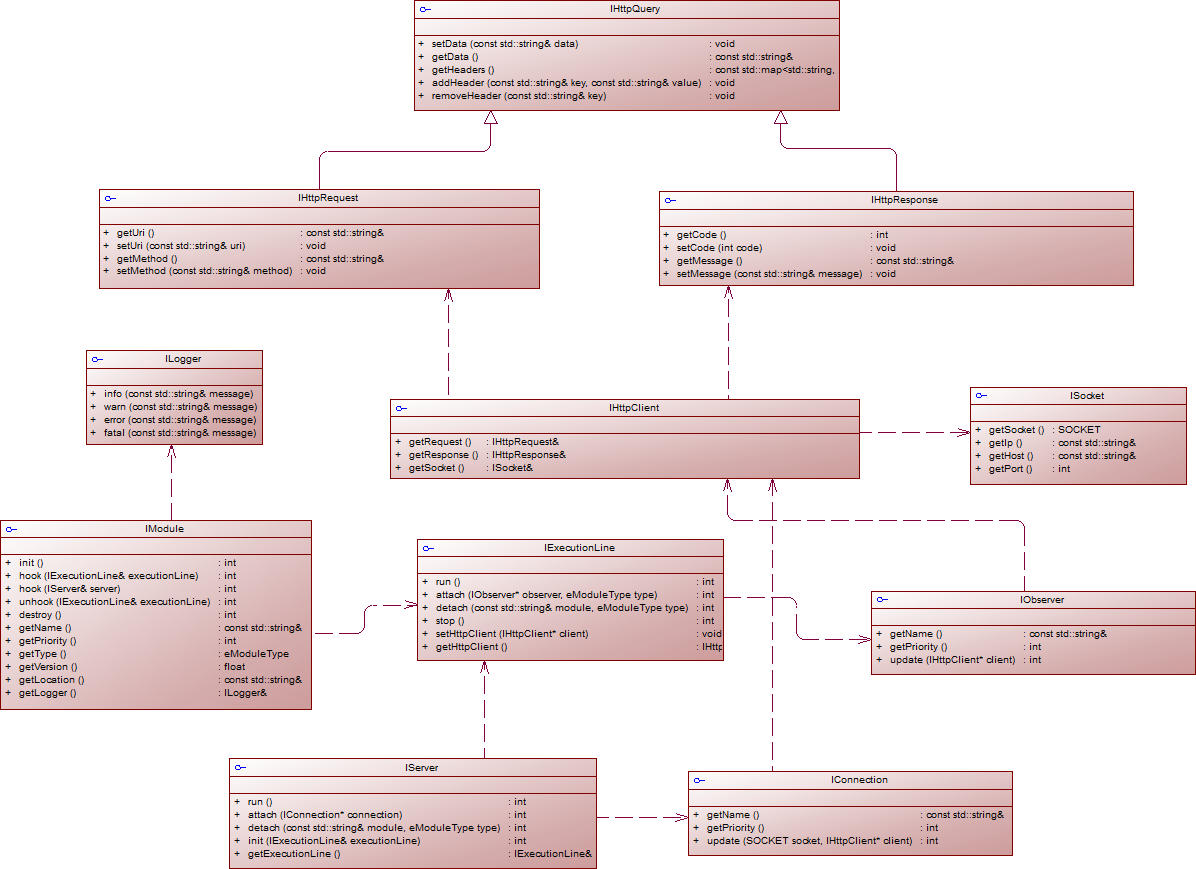 IHttpQuery
+ setData (const std::string& data) : void
+ getData () : const std::string&
+ getHeaders () : const std::map<std::string,
+ addHeader (const std::string& key, const std::string& value) : void
+ removeHeader (const std::string& key) : void
IHttpRequest
+ getUri () : const std::string&
+ setUri (const std::string& uri) : void
+ getMethod () : const std::string&
+ setMethod (const std::string& method) : void
IHttpResponse
+ getCode () : int
+ setCode (int code) : void
+ getMessage () : const std::string&
+ setMessage (const std::string& message) : void
ILogger
+ info (const std::string& message)
+ warn (const std::string& message)
+ error (const std::string& message)
+ fatal (const std::string& message)
IHttpClient
+ getRequest () : IHttpRequest&
+ getResponse () : IHttpResponse&
+ getSocket () : ISocket&
ISocket
+ getSocket () : SOCKET
+ getIp () : const std::string&
+ getHost () : const std::string&
+ getPort () : int
IModule
+ init () : int
+ hook (IExecutionLine& executionLine) : int
+ hook (IServer& server) : int
+ unhook (IExecutionLine& executionLine) : int
+ destroy () : int
+ getName () : const std::string&
+ getPriority () : int
+ getType () : eModuleType
+ getVersion () : float
+ getLocation () : const std::string&
+ getLogger () : ILogger&
IExecutionLine
+ run () : int
+ attach (IObserver* observer, eModuleType type) : int
+ detach (const std::string& module, eModuleType type) : int
+ stop () : int
+ setHttpClient (IHttpClient* client) : void
+ getHttpClient () : IHttp
IObserver
+ getName () : const std::string&
+ getPriority () : int
+ update (IHttpClient* client) : int
IServer
+ run () : int
+ attach (IConnection* connection) : int
+ detach (const std::string& module, eModuleType type) : int
+ init (IExecutionLine& executionLine) : int
+ getExecutionLine () : IExecutionLine&
IConnection
+ getName () : const std::string&
+ getPriority () : int
+ update (SOCKET socket, IHttpClient* client) : int